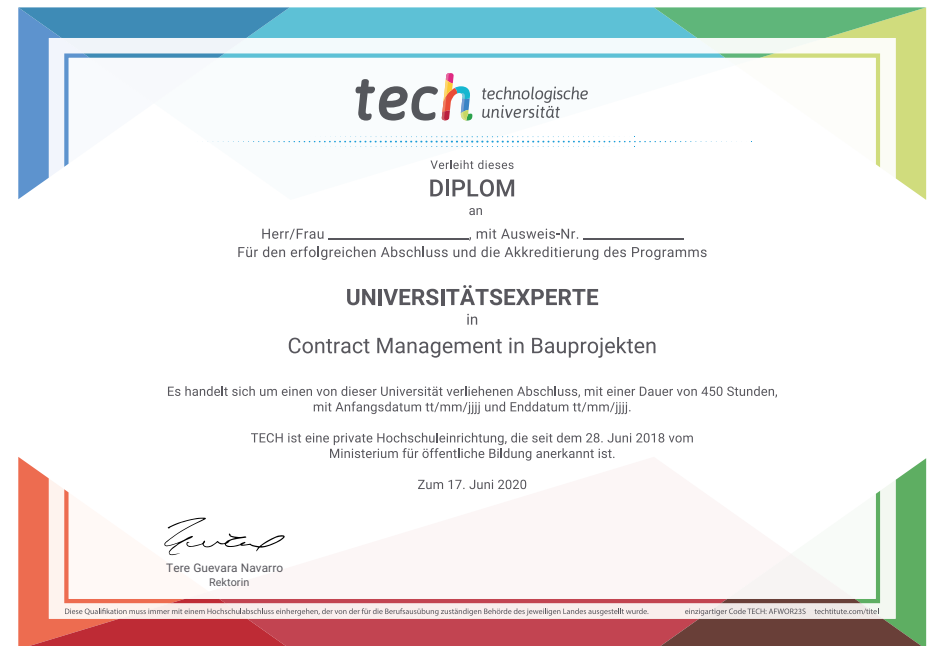 tech technologische
universität
Verleiht dieses
DIPLOM
an
Herr/Frau ____________________, mit Ausweis-Nr. ______________
Für den erfolgreichen Abschluss und die Akkreditierung des Programms
UNIVERSITÄTSEXPERTE
in
Contract Management in Bauprojekten
Es handelt sich um einen von dieser Universität verliehenen Abschluss, mit einer Dauer von 450 Stunden,
mit Anfangsdatum tt/mm/jjjj und Enddatum tt/mm/jjjj.
TECH ist eine private Hochschuleinrichtung, die seit dem 28. Juni 2018 vom
Ministerium für öffentliche Bildung anerkannt ist.
Zum 17. Juni 2020
Tere Guevara Navarro
Rektorin
Diese Qualifikation muss immer mit einem Hochschulabschluss einhergehen, der von der für die Berufsausübung zuständigen Behörde des jeweiligen Landes ausgestellt wurde. einzigartiger Code TECH: AFWOR23S techtitute.com/titel